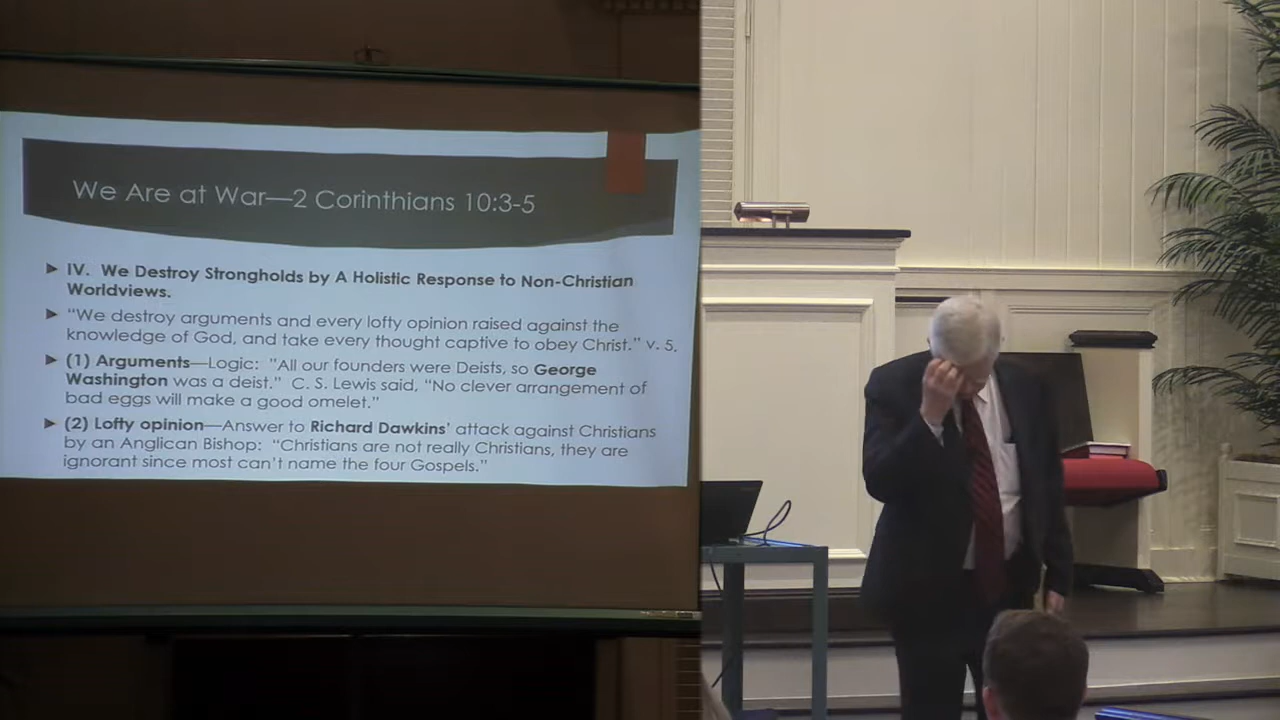 We Are at War—2 Corinthians 10:3-5
IV. We Destroy Strongholds by A Holistic Response to Non-Christian
Worldviews.
"We destroy arguments and every lofty opinion raised against the
knowledge of God, and take every thought captive to obey Christ." v. 5.
(1) Arguments—Logic: "All our founders were Deists, so George
Washington was a deist." C. S. Lewis said, "No clever arrangement of
bad eggs will make a good omelet."
(2) Lofty opinion—Answer to Richard Dawkins' attack against Christians
by an Anglican Bishop: "Christians are not really Christians, they are
ignorant since most can't name the four Gospels."